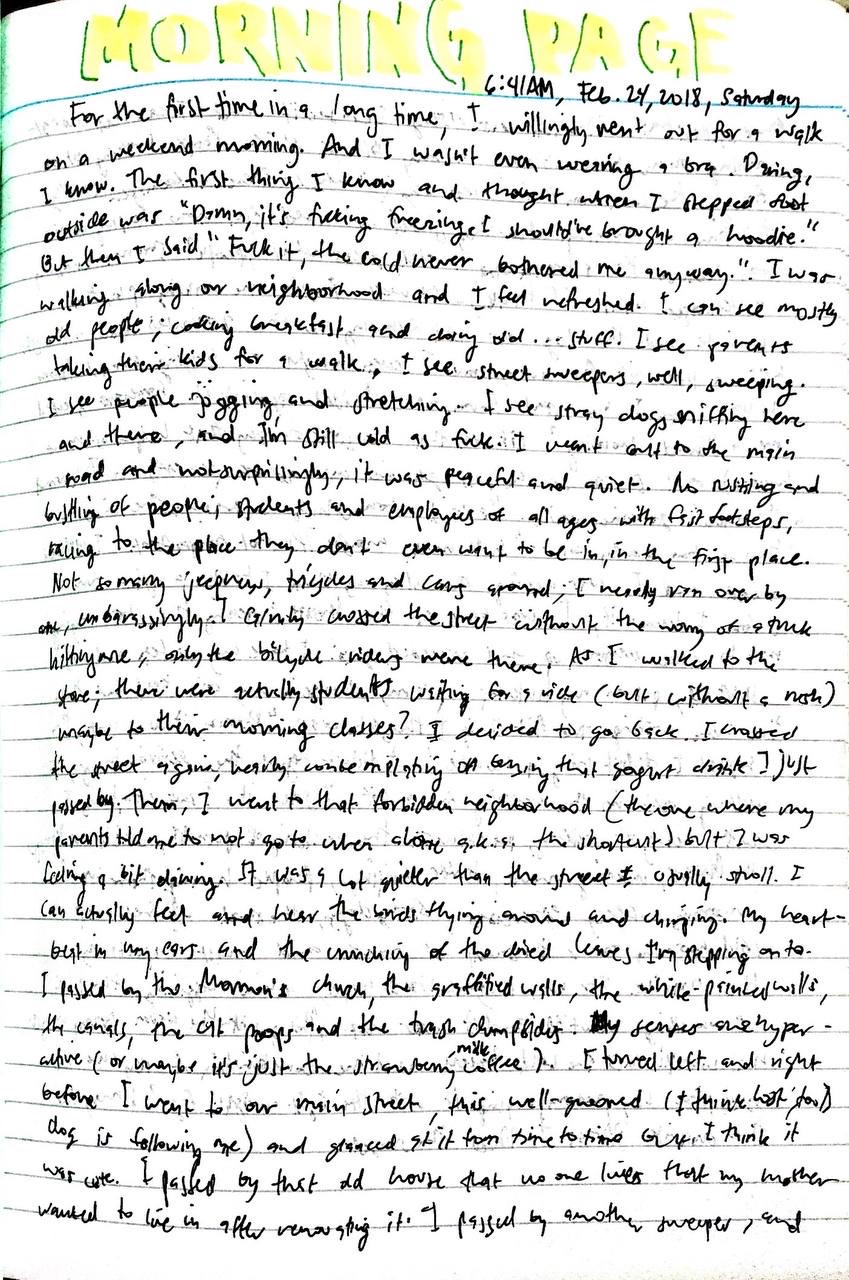 MORNING PAGE
6:41AM, Feb. 24, 2018, Saturday
For the first time in a long time, I willingly went out for a walk
on a weekend morning. And I wasn't even wearing a bra. Daring,
I know. The first thing I know and thought when I stepped foot
outside was "Damn, it's fucking freezing, I should've brought a hoodie."
But then I said "Fuck it, the cold never bothered me anyway." I was
walking along our neighborhood and I feel refreshed. I can see mostly
old people; cooking breakfast and doing old... stuff. I see parents
taking their kids for a walk, I see street sweepers, well, sweeping.
I see people jogging and stretching. I see stray dogs sniffing here
and there, and I'm still cold as fuck. I went out to the main
road and not surprisingly, it was peaceful and quiet. No rushing and
bustling of people; students and employees of all ages with fast footsteps,
racing to the place they don't even want to be in, in the first place.
Not so many jeepneys, tricycles and cars around; I nearly ran over by
one, embarassingly. I calmly crossed the street without the worry of a truck
hitting me; only the bicycle riders were there. As I walked to the
store; there were actually students waiting for a ride (but without a rush)
maybe to their morning classes? I decided to go back. I crossed
the street again, nearly contemplating on buying that yogurt drink I just
passed by. Then, I went to that forbidden neighborhood (the one where my
parents told me to not go to when alone a.k.a. the shortcut) but I was
feeling a bit daring. It was a lot quieter than the street I usually stroll. I
can actually feel and hear the birds flying around and chirping. My heart-
beat in my ears and the crunching of the dried leaves I'm stepping onto.
I passed by the Mormon's church, the graffitied walls, the white-painted walls,
the canals, the cat poops and the trash dumpsides. My senses are hyper-
active (or maybe it's just the strawberry milk coffee). I turned left and right
before I went to our main street, this well-groomed (I think
dog is following me) and glanced at it from time to time cuz I think it
was cute. I passed by that old house that no one lives that my mother
wanted to live in after renovating it. I passed by another sweeper, and